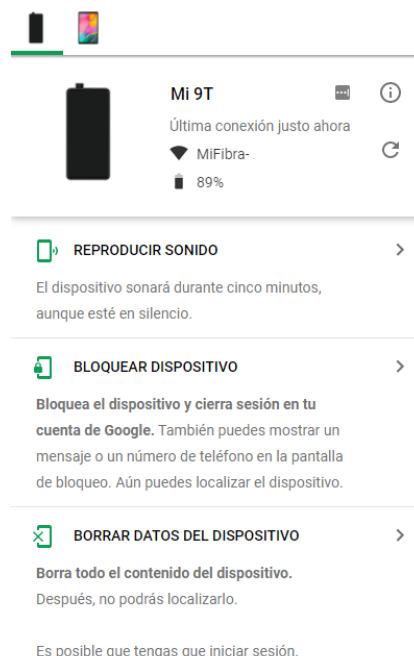 Mi 9T
Última conexión justo ahora
MiFibra-
89%
REPRODUCIR SONIDO
El dispositivo sonará durante cinco minutos,
aunque esté en silencio.
BLOQUEAR DISPOSITIVO
Bloquea el dispositivo y cierra sesión en tu
cuenta de Google. También puedes mostrar un
mensaje o un número de teléfono en la pantalla
de bloqueo. Aún puedes localizar el dispositivo.
BORRAR DATOS DEL DISPOSITIVO
Borra todo el contenido del dispositivo.
Después, no podrás localizarlo.
Es posible que tengas que iniciar sesión.